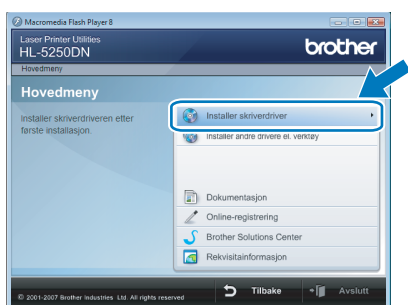 Macromedia Flash Player 8
Laser Printer Utilities
HL-5250DN
brother
Hovedmeny
Hovedmeny
Installer skriverdriveren etter
første installasjon.
Installer skriverdriver
Installer andre drivere el. verktøy
Dokumentasjon
Online-registrering
Brother Solutions Center
Rekvisitainformasjon
© 2001-2007 Brother Industries Ltd. All rights reserved
Tilbake
Avslutt